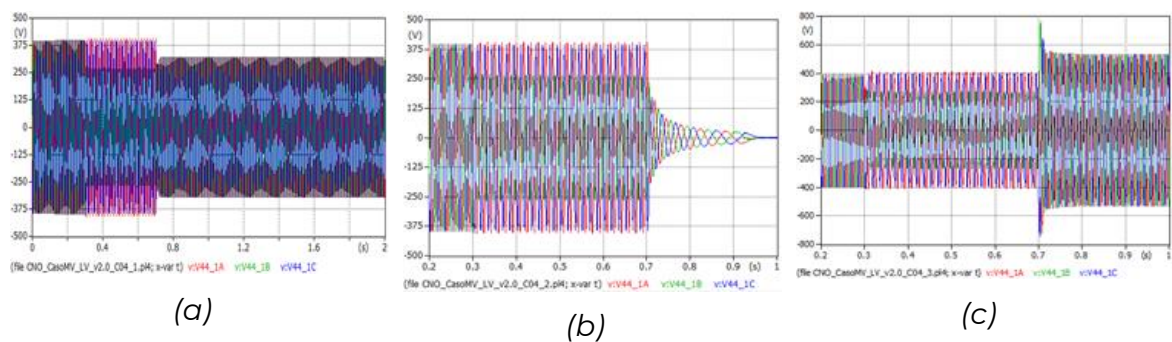 500
(V)
375
250
125
0
-125
-250
-375
-500
0 0.4 0.8 1.2 1.6 (s) 2
(file CNO_CasoMV_LV_v2.0_C04_1.pl4; x-var t) v:V44_1A v:V44_1B v:V44_1C
(a)
500
(V)
375
250
125
0
-125
-250
-375
-500
0.2 0.3 0.4 0.5 0.6 0.7 0.8 0.9 (s) 1
(file CNO_CasoMV_LV_v2.0_C04_2.pl4; x-var t) v:V44_1A v:V44_1B v:V44_1C
(b)
800
(V)
600
400
200
0
-200
-400
-600
-800
0.2 0.3 0.4 0.5 0.6 0.7 0.8 0.9 (s) 1
(file CNO_CasoMV_LV_v2.0_C04_3.pl4; x-var t) v:V44_1A v:V44_1B v:V44_1C
(c)